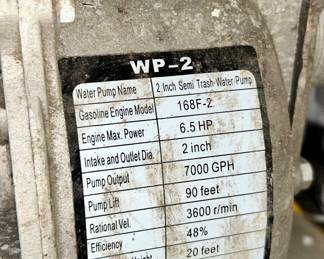 WP-2
Water Pump Name 2 Inch Semi Trash Water Pump
Gasoline Engine Model 168F-2
Engine Max. Power 6.5 HP
Intake and Outlet Dia. 2 inch
Pump Output 7000 GPH
Pump Lift 90 feet
Rational Vel. 3600 r/min
Efficiency 48%
20 feet